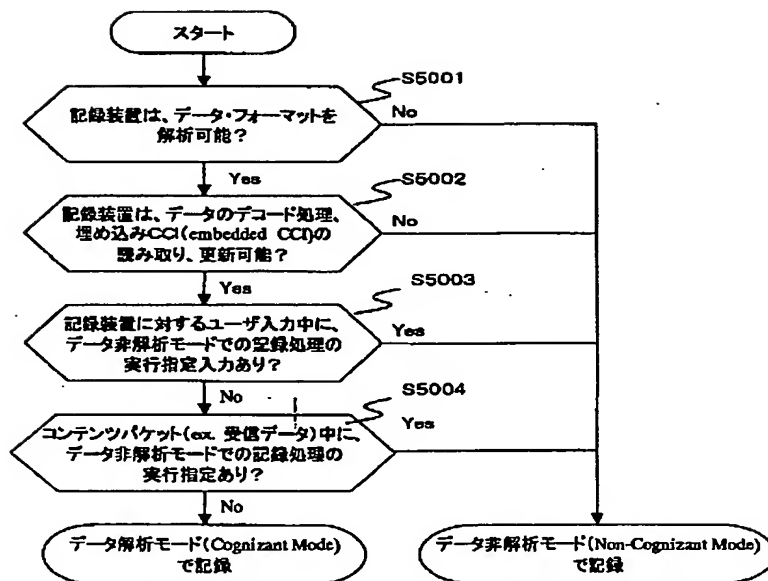 スタート
S5001
記録装置は、データ・フォーマットを
解析可能？
No
Yes
S5002
記録装置は、データのデコード処理、
埋め込みCCI(embedded CCI)の
読み取り、更新可能？
No
Yes
S5003
記録装置に対するユーザ入力中に、
データ非解析モードでの記録処理の
実行指定入力あり？
Yes
No
S5004
コンテンツパケット(ex. 受信データ)中に、
データ非解析モードでの記録処理の
実行指定あり？
Yes
No
データ解析モード(Cognizant Mode)
で記録
データ非解析モード(Non-Cognizant Mode)
で記録